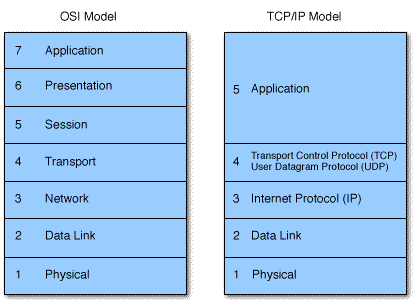 OSI Model
7 Application
6 Presentation
5 Session
4 Transport
3 Network
2 Data Link
1 Physical
TCP/IP Model
5 Application
4 Transport Control Protocol (TCP)
User Datagram Protocol (UDP)
3 Internet Protocol (IP)
2 Data Link
1 Physical